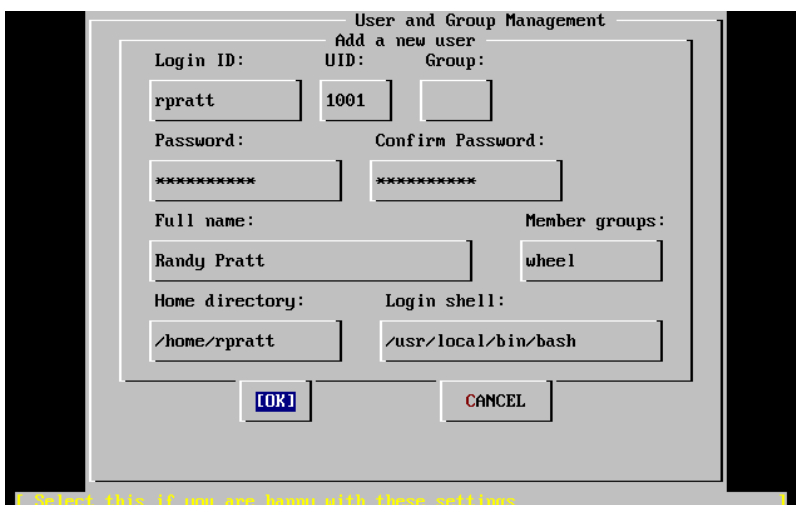 User and Group Management
Add a new user
Login ID: UID: Group:
rpratt 1001
Password: Confirm Password:
********** **********
Full name: Member groups:
Randy Pratt wheel
Home directory: Login shell:
/home/rpratt /usr/local/bin/bash
[OK] CANCEL
[ Select this if you are happy with these settings ]